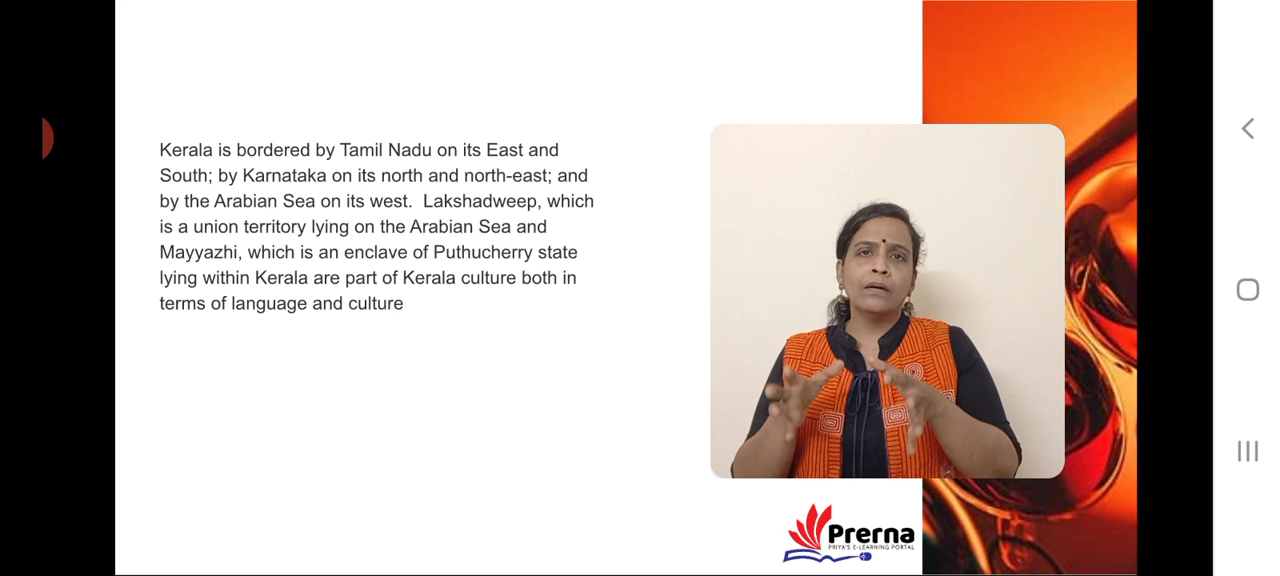 Kerala is bordered by Tamil Nadu on its East and
South; by Karnataka on its north and north-east; and
by the Arabian Sea on its west.  Lakshadweep, which
is a union territory lying on the Arabian Sea and
Mayyazhi, which is an enclave of Puthucherry state
lying within Kerala are part of Kerala culture both in
terms of language and culture
Prerna
PRIYA'S E-LEARNING PORTAL